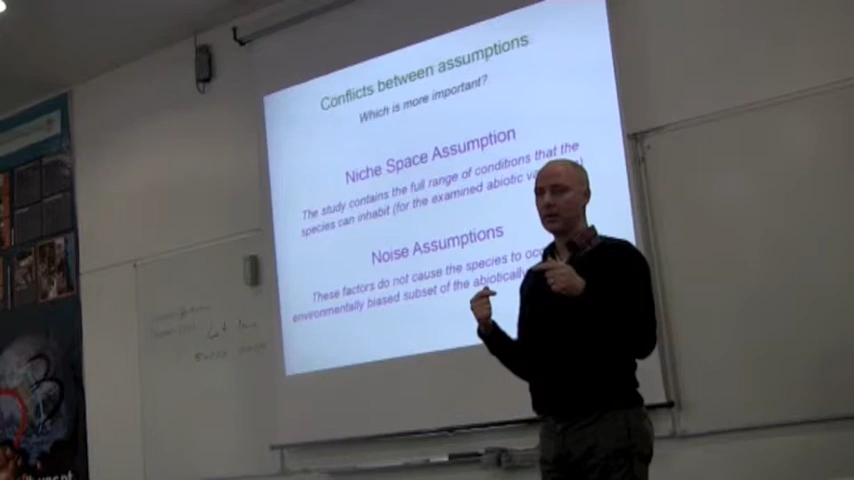 Conflicts between assumptions
Which is more important?
Niche Space Assumption
The study contains the full range of conditions that the
species can inhabit (for the examined abiotic
Noise Assumption
These factors do not cause the species to
environmentally biased subset of the